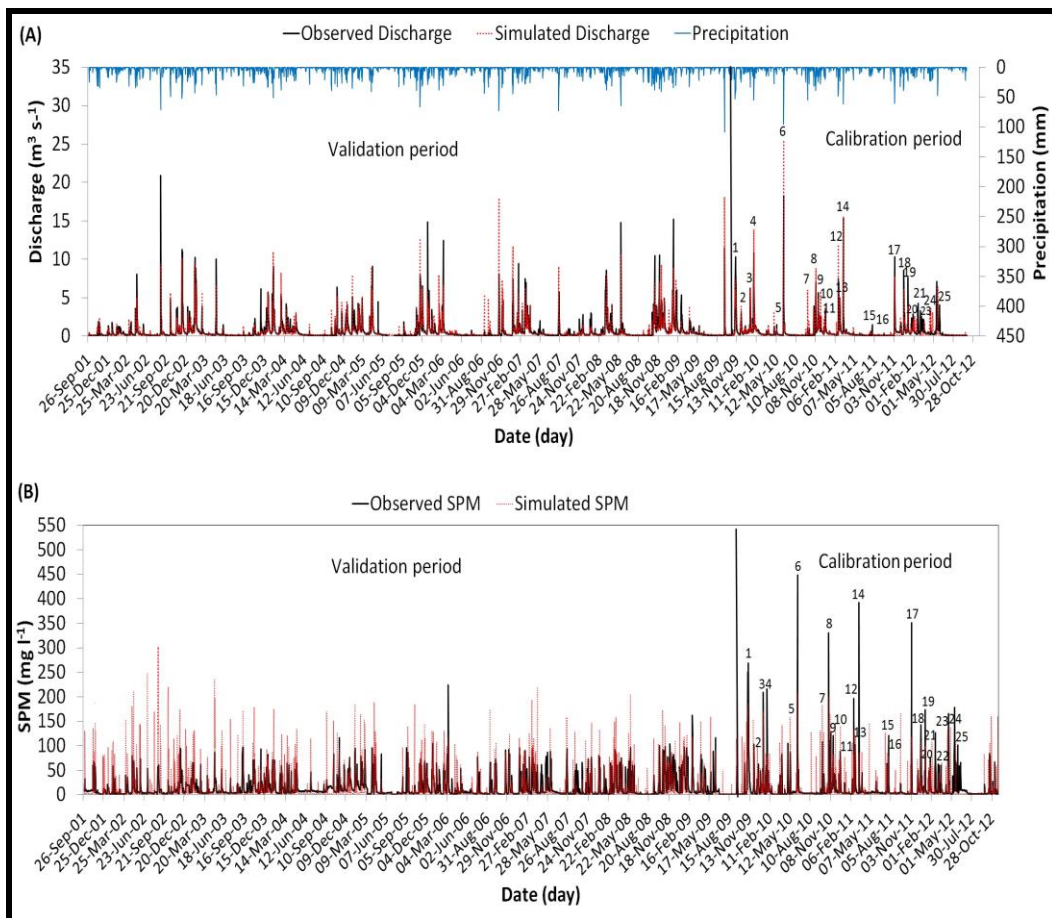 (A)
Observed Discharge Simulated Discharge Precipitation
Discharge (m³ s⁻¹)
35
30
25
20
15
10
5
0
Validation period
Calibration period
1
2
3
4
5
6
7
8
9
10
11
12
13
14
15
16
17
18
19
20
21
22
23
24
25
0
50
100
150
200
250
300
350
400
450
Precipitation (mm)
26-Sep-01
25-Dec-01
25-Mar-02
23-Jun-02
21-Sep-02
20-Dec-02
20-Mar-03
18-Jun-03
16-Sep-03
15-Dec-03
14-Mar-04
12-Jun-04
10-Sep-04
09-Dec-04
09-Mar-05
07-Jun-05
05-Sep-05
04-Dec-05
04-Mar-06
02-Jun-06
31-Aug-06
29-Nov-06
27-Feb-07
28-May-07
26-Aug-07
24-Nov-07
22-Feb-08
22-May-08
20-Aug-08
18-Nov-08
16-Feb-09
17-May-09
15-Aug-09
13-Nov-09
11-Feb-10
12-May-10
10-Aug-10
08-Nov-10
06-Feb-11
07-May-11
05-Aug-11
03-Nov-11
01-Feb-12
01-May-12
30-Jul-12
28-Oct-12
Date (day)
(B)
Observed SPM Simulated SPM
SPM (mg l⁻¹)
550
500
450
400
350
300
250
200
150
100
50
0
Validation period
Calibration period
1
2
34
5
6
7
8
9
10
11
12
13
14
15
16
17
18
19
20
21
22
23
24
25
26-Sep-01
25-Dec-01
25-Mar-02
23-Jun-02
21-Sep-02
20-Dec-02
20-Mar-03
18-Jun-03
16-Sep-03
15-Dec-03
14-Mar-04
12-Jun-04
10-Sep-04
09-Dec-04
09-Mar-05
07-Jun-05
05-Sep-05
04-Dec-05
04-Mar-06
02-Jun-06
31-Aug-06
29-Nov-06
27-Feb-07
28-May-07
26-Aug-07
24-Nov-07
22-Feb-08
22-May-08
20-Aug-08
18-Nov-08
16-Feb-09
17-May-09
15-Aug-09
13-Nov-09
11-Feb-10
12-May-10
10-Aug-10
08-Nov-10
06-Feb-11
07-May-11
05-Aug-11
03-Nov-11
01-Feb-12
01-May-12
30-Jul-12
28-Oct-12
Date (day)